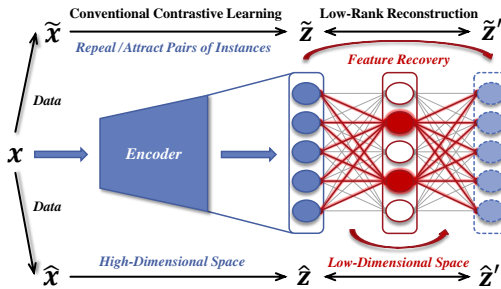 Conventional Contrastive Learning
Low-Rank Reconstruction
x̃
z̃
z̃′
Repeal /Attract Pairs of Instances
Feature Recovery
Data
x
Encoder
Data
High-Dimensional Space
Low-Dimensional Space
x̂
ẑ
ẑ′